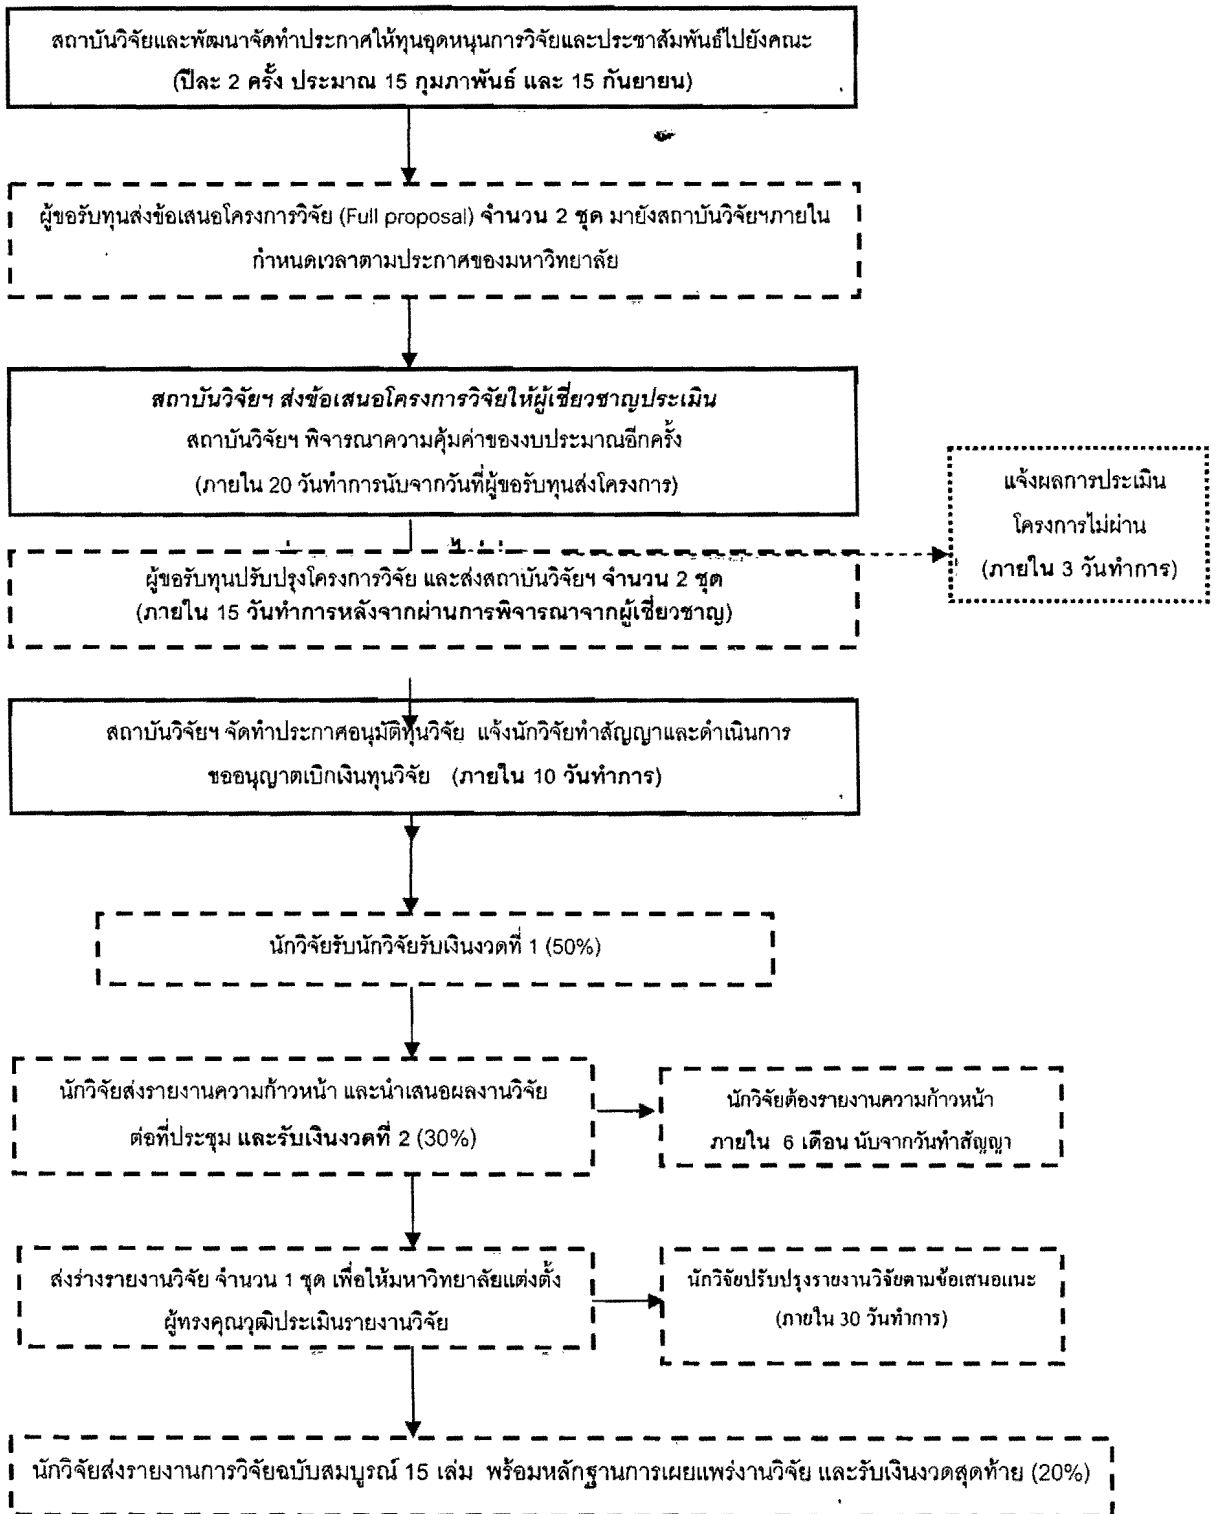 สถาบันวิจัยและพัฒนาจัดทำประกาศให้ทุนอุดหนุนการวิจัยและประชาสัมพันธ์ไปยังคณะ
(ปีละ 2 ครั้ง ประมาณ 15 กุมภาพันธ์ และ 15 กันยายน)
ผู้ขอรับทุนส่งข้อเสนอโครงการวิจัย (Full proposal) จำนวน 2 ชุด มายังสถาบันวิจัยฯภายใน
กำหนดเวลาตามประกาศของมหาวิทยาลัย
สถาบันวิจัยฯ ส่งข้อเสนอโครงการวิจัยให้ผู้เชี่ยวชาญประเมิน
สถาบันวิจัยฯ พิจารณาความคุ้มค่าของงบประมาณอีกครั้ง
(ภายใน 20 วันทำการนับจากวันที่ผู้ขอรับทุนส่งโครงการ)
แจ้งผลการประเมิน
โครงการไม่ผ่าน
(ภายใน 3 วันทำการ)
ผู้ขอรับทุนปรับปรุงโครงการวิจัย และส่งสถาบันวิจัยฯ จำนวน 2 ชุด
(ภายใน 15 วันทำการหลังจากผ่านการพิจารณาจากผู้เชี่ยวชาญ)
สถาบันวิจัยฯ จัดทำประกาศอนุมัติทุนวิจัย แจ้งนักวิจัยทำสัญญาและดำเนินการ
ขออนุญาตเบิกเงินทุนวิจัย (ภายใน 10 วันทำการ)
นักวิจัยรับนักวิจัยรับเงินงวดที่ 1 (50%)
นักวิจัยส่งรายงานความก้าวหน้า และนำเสนอผลงานวิจัย
ต่อที่ประชุม และรับเงินงวดที่ 2 (30%)
นักวิจัยต้องรายงานความก้าวหน้า
ภายใน 6 เดือน นับจากวันทำสัญญา
ส่งร่างรายงานวิจัย จำนวน 1 ชุด เพื่อให้มหาวิทยาลัยแต่งตั้ง
ผู้ทรงคุณวุฒิประเมินรายงานวิจัย
นักวิจัยปรับปรุงรายงานวิจัยตามข้อเสนอแนะ
(ภายใน 30 วันทำการ)
นักวิจัยส่งรายงานการวิจัยฉบับสมบูรณ์ 15 เล่ม พร้อมหลักฐานการเผยแพร่งานวิจัย และรับเงินงวดสุดท้าย (20%)